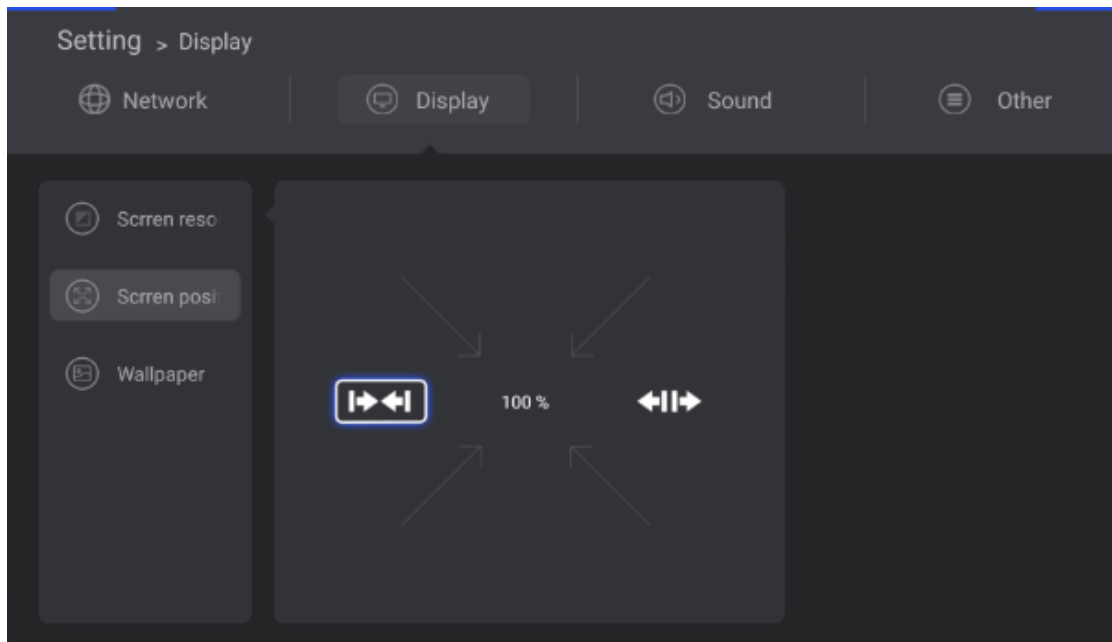 Setting > Display
Network Display Sound Other
Scrren reso
Scrren posi
Wallpaper
100 %